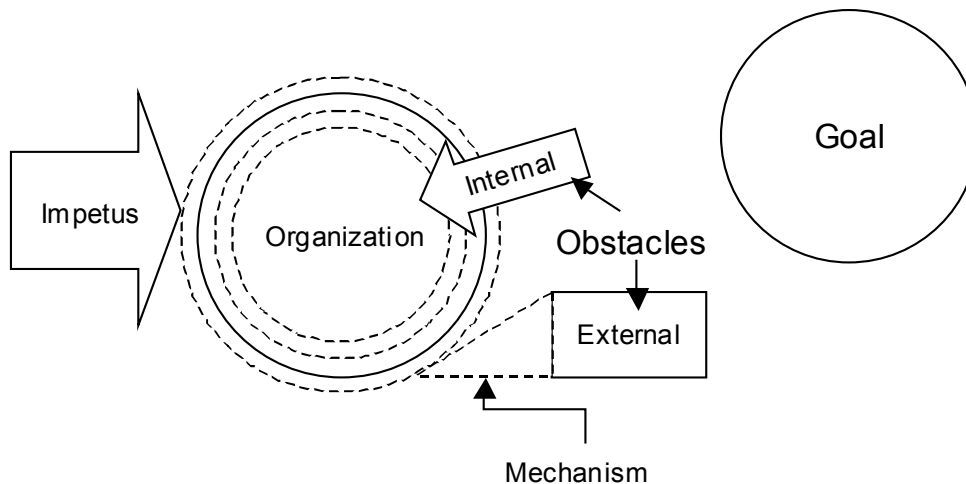 Goal
Internal
Impetus
Organization
Obstacles
External
Mechanism